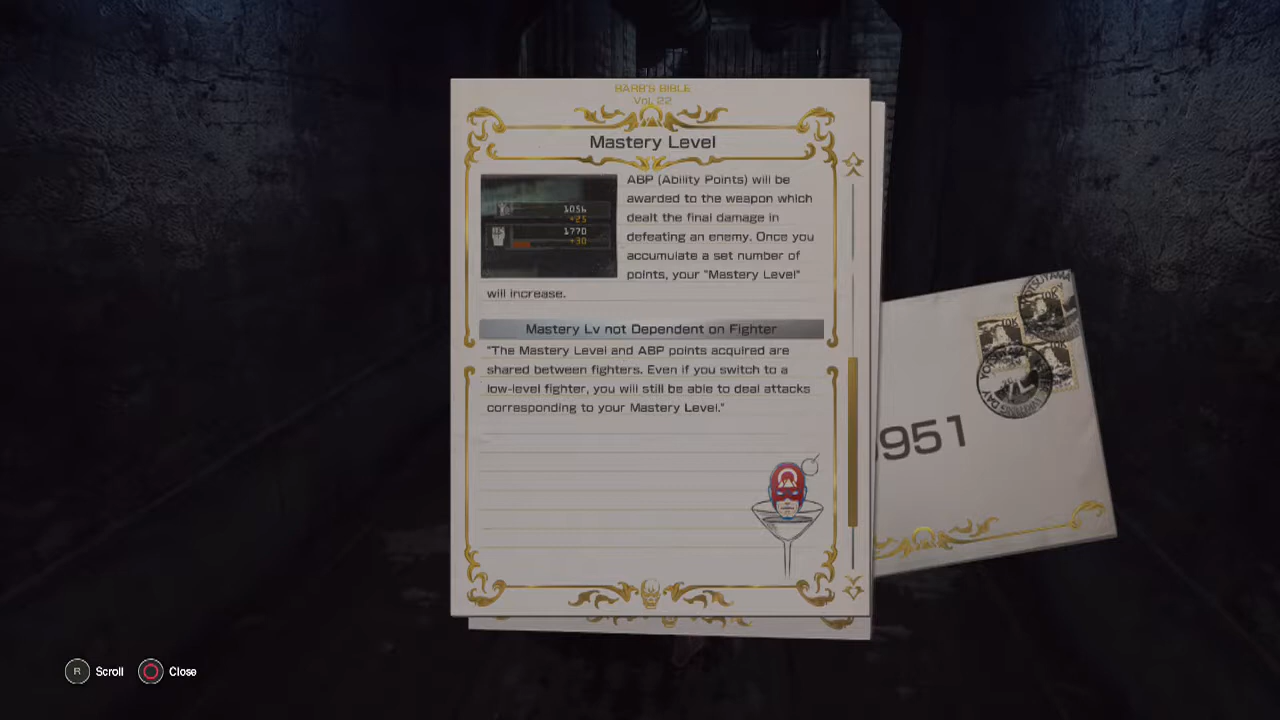 BARB'S BIBLE
Vol. 22
Mastery Level
1056
+25
1770
+30
ABP (Ability Points) will be
awarded to the weapon which
dealt the final damage in
defeating an enemy. Once you
accumulate a set number of
points, your "Mastery Level"
will increase.
Mastery Lv not Dependent on Fighter
"The Mastery Level and ABP points acquired are
shared between fighters. Even if you switch to a
low-level fighter, you will still be able to deal attacks
corresponding to your Mastery Level."
951
R Scroll
Close